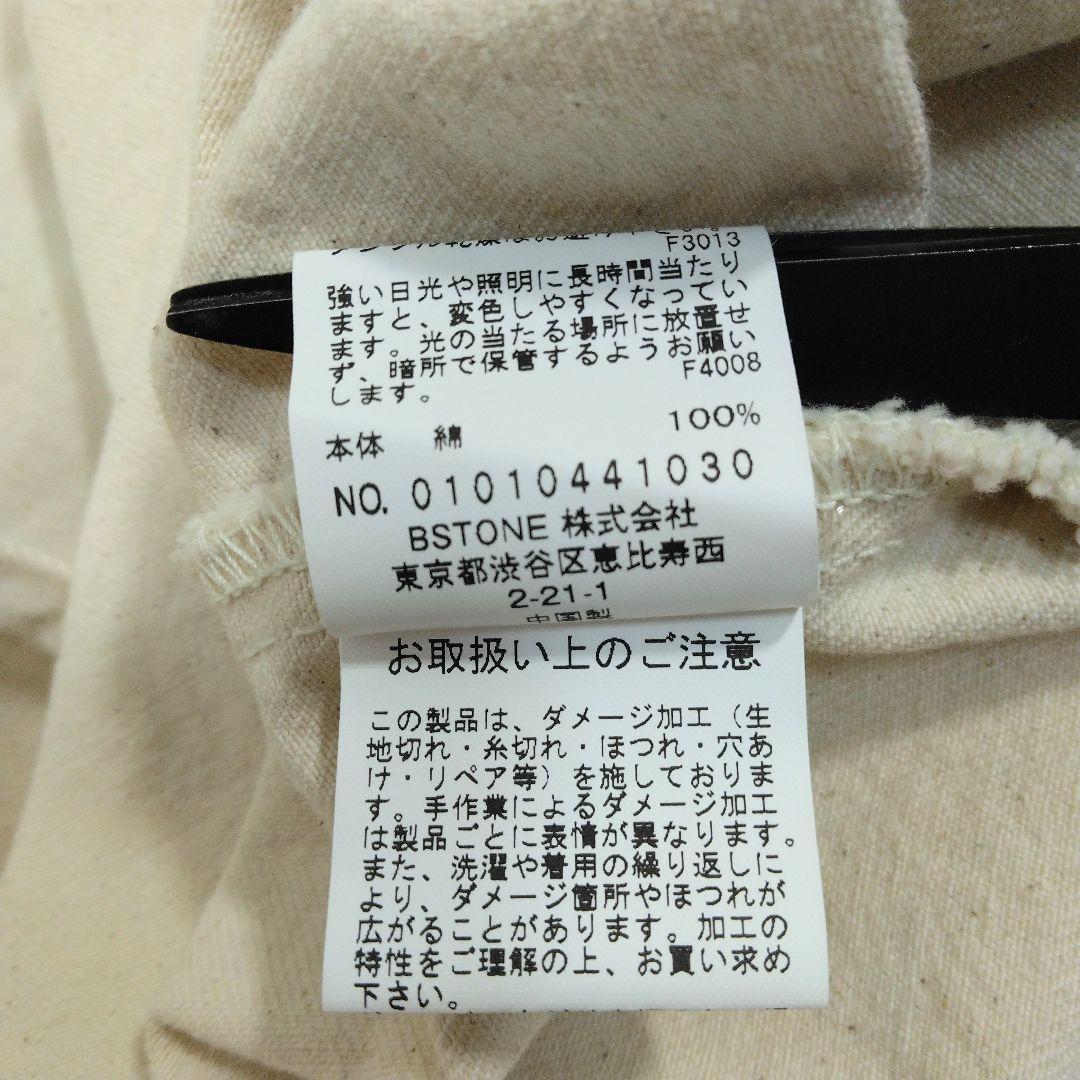 F3013
強い日光や照明に長時間当たり
ますと、変色しやすくなってい
ます。光の当たる場所に放置せ
ず、暗所で保管するようお願い
します。
F4008
本体 綿 100%
NO. 01010441030
BSTONE 株式会社
東京都渋谷区恵比寿西
2-21-1
中国製
お取扱い上のご注意
この製品は、ダメージ加工（生
地切れ・糸切れ・ほつれ・穴あ
け・リペア等）を施しておりま
す。手作業によるダメージ加工
は製品ごとに表情が異なります。
また、洗濯や着用の繰り返しに
より、ダメージ箇所やほつれが
広がることがあります。加工の
特性をご理解の上、お買い求め
下さい。